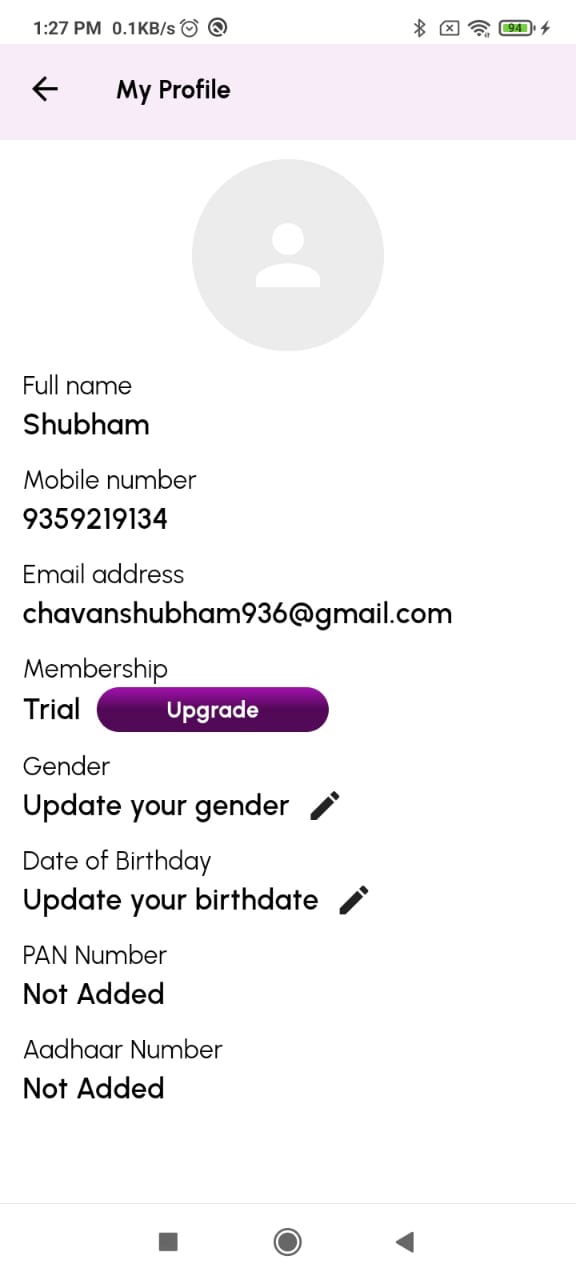 1:27 PM 0.1KB/s
94
My Profile
Full name
Shubham
Mobile number
9359219134
Email address
chavanshubham936@gmail.com
Membership
Trial Upgrade
Gender
Update your gender
Date of Birthday
Update your birthdate
PAN Number
Not Added
Aadhaar Number
Not Added